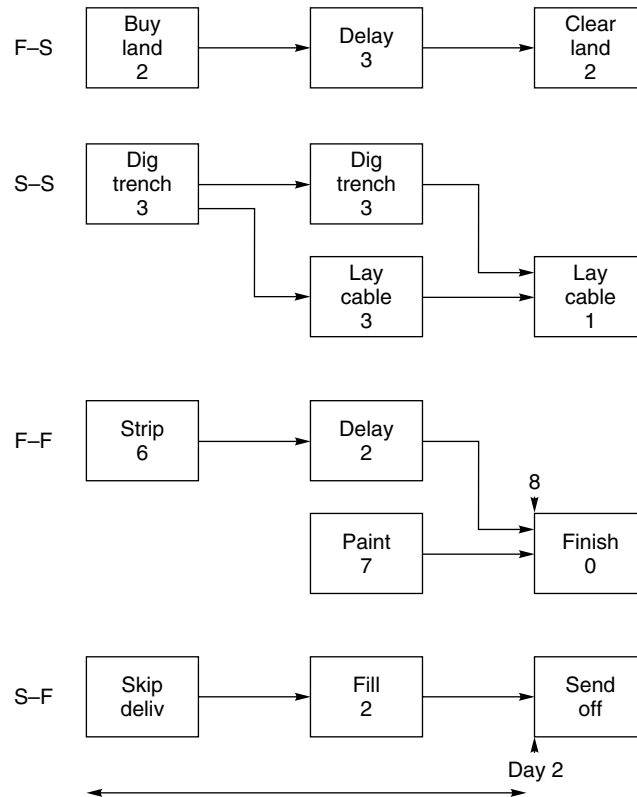 F–S
Buy
land
2
Delay
3
Clear
land
2
S–S
Dig
trench
3
Dig
trench
3
Lay
cable
3
Lay
cable
1
F–F
Strip
6
Delay
2
8
Paint
7
Finish
0
S–F
Skip
deliv
Fill
2
Send
off
Day 2